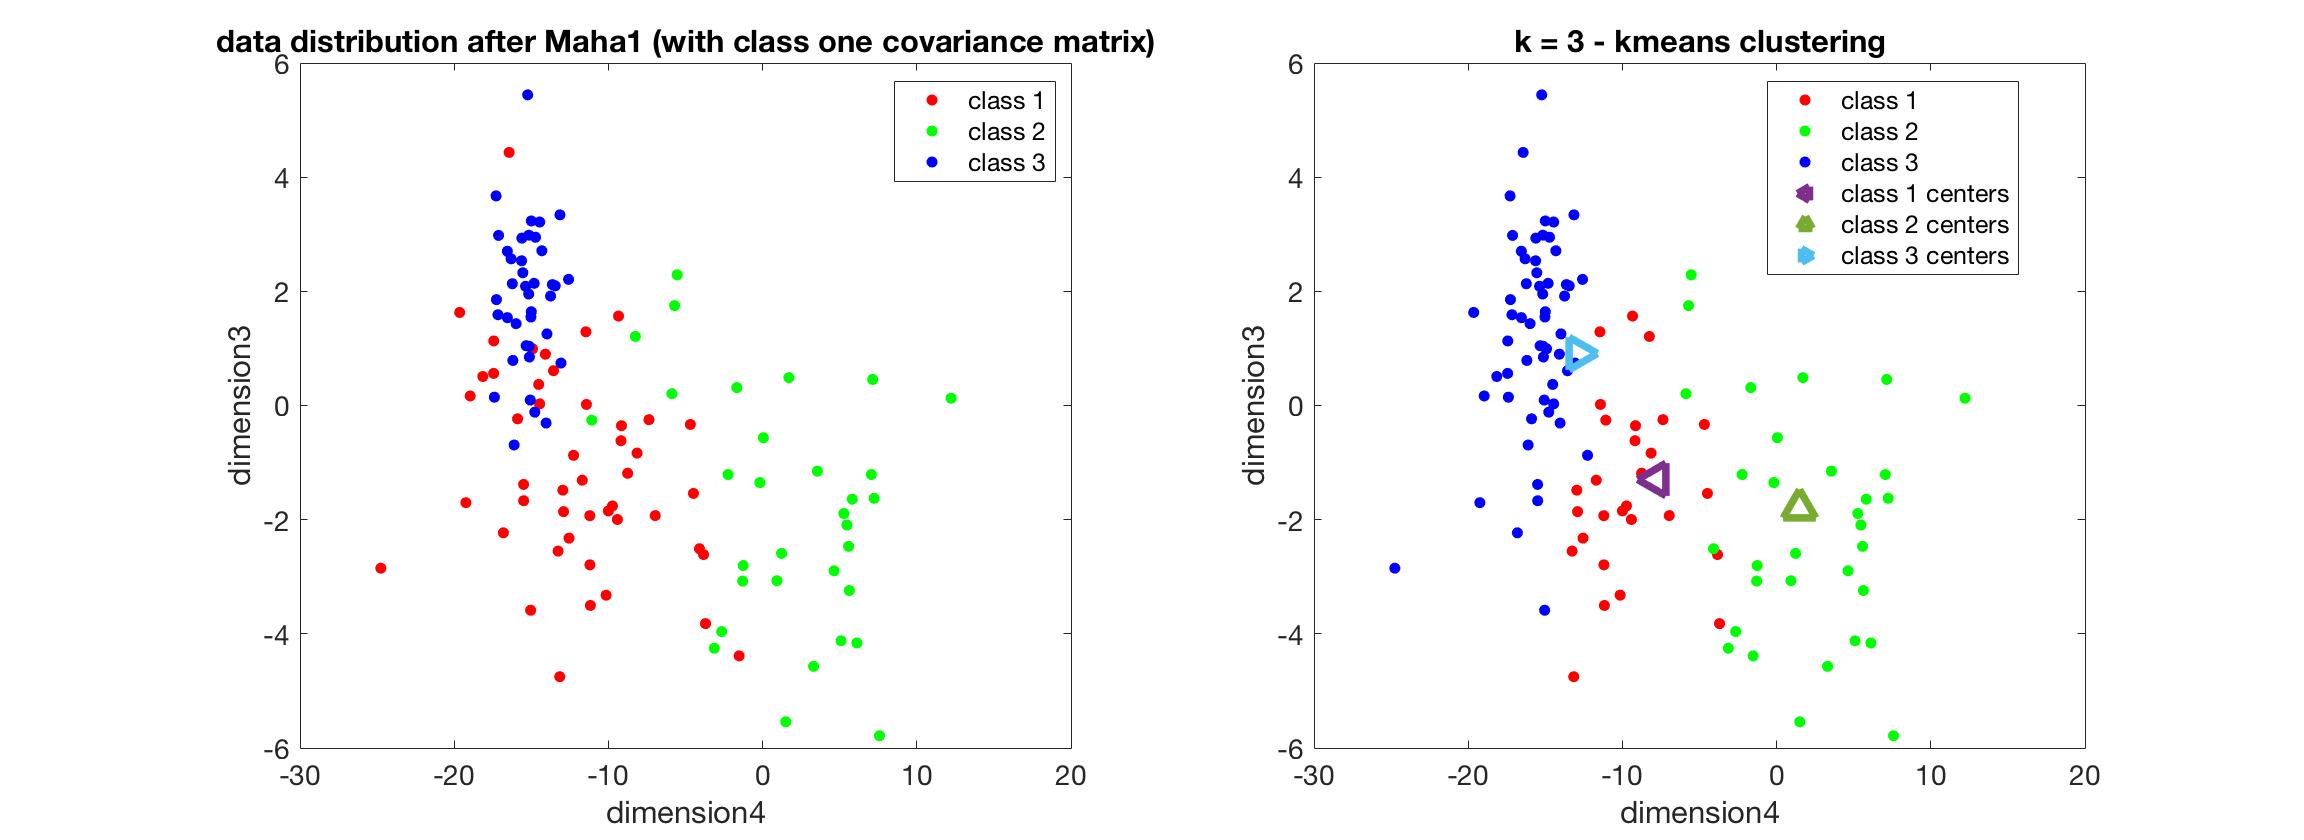 data distribution after Maha1 (with class one covariance matrix)
6
4
2
0
-2
-4
-6
-30
-20
-10
0
10
20
dimension3
dimension4
class 1
class 2
class 3
k = 3 - kmeans clustering
6
4
2
0
-2
-4
-6
-30
-20
-10
0
10
20
dimension3
dimension4
class 1
class 2
class 3
class 1 centers
class 2 centers
class 3 centers